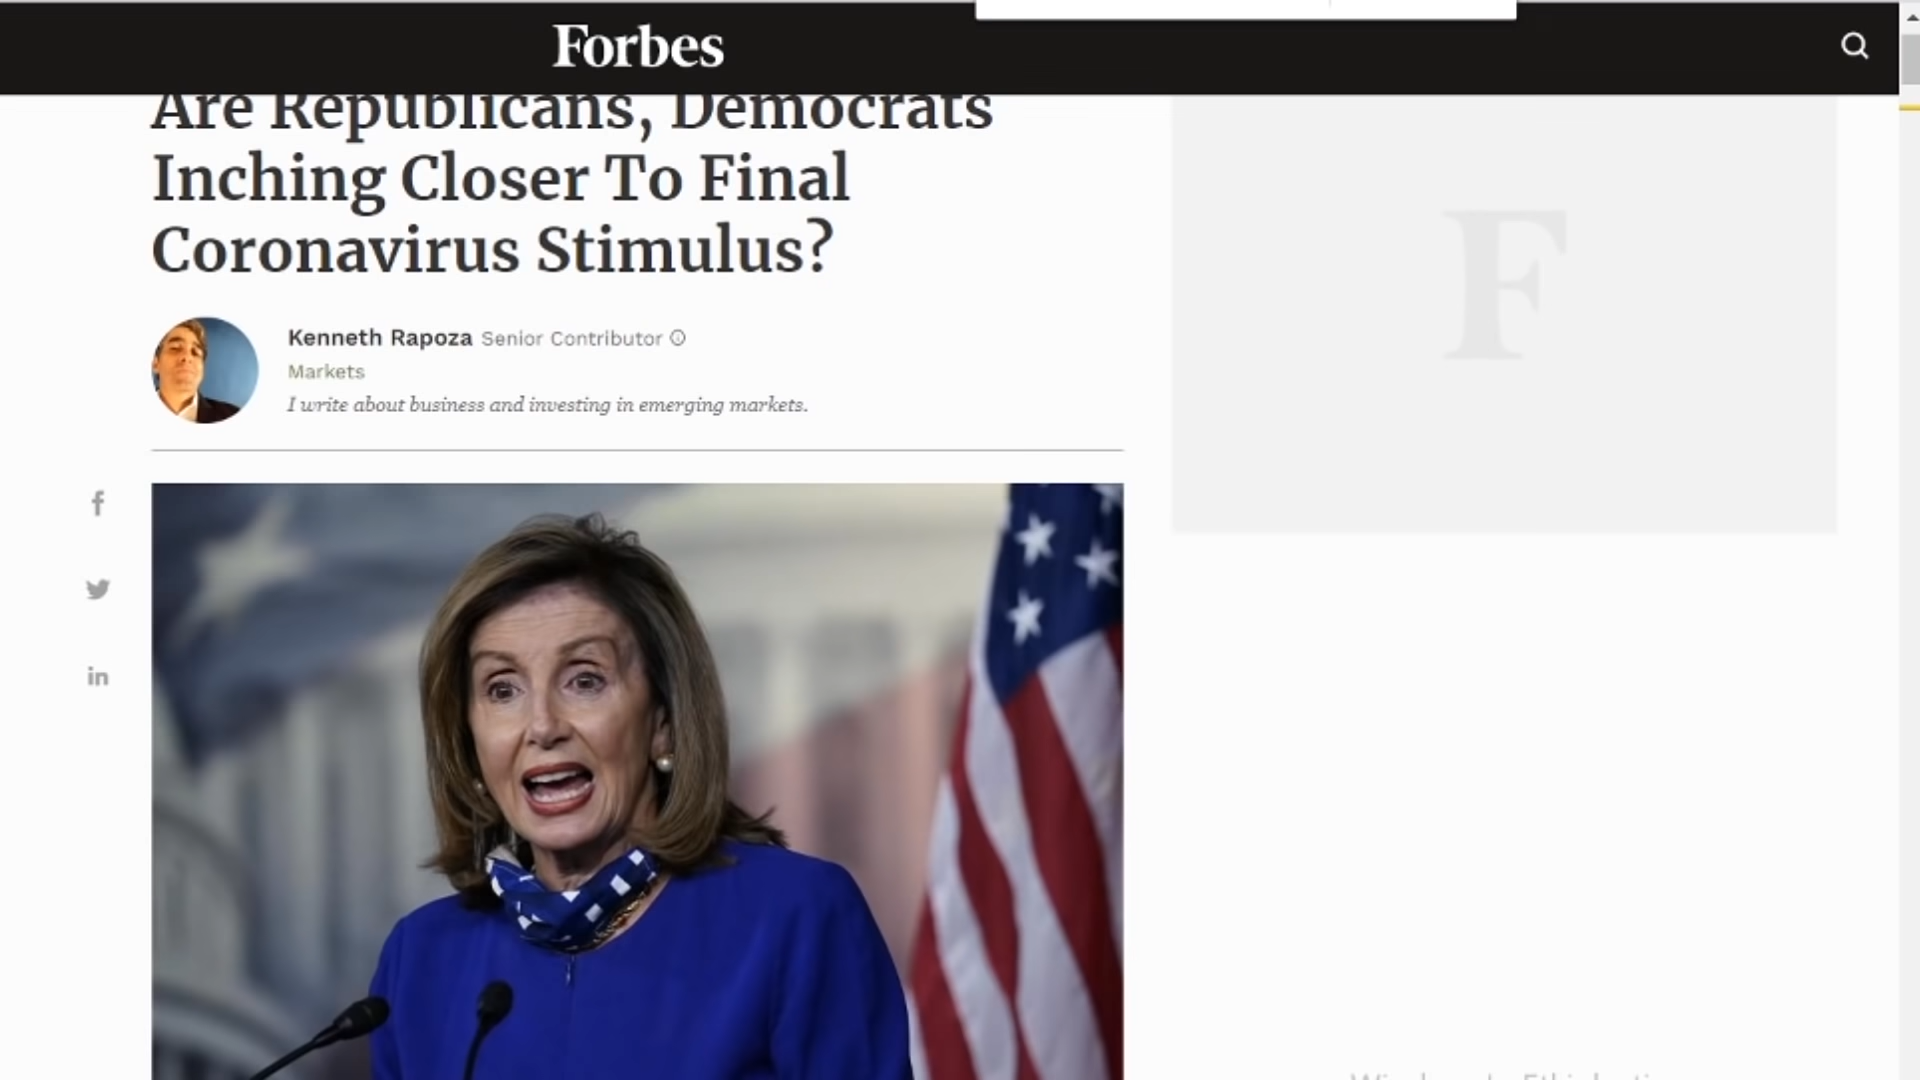 Forbes
Are Republicans, Democrats
Inching Closer To Final
Coronavirus Stimulus?
Kenneth Rapoza Senior Contributor
Markets
I write about business and investing in emerging markets.
F
f
in